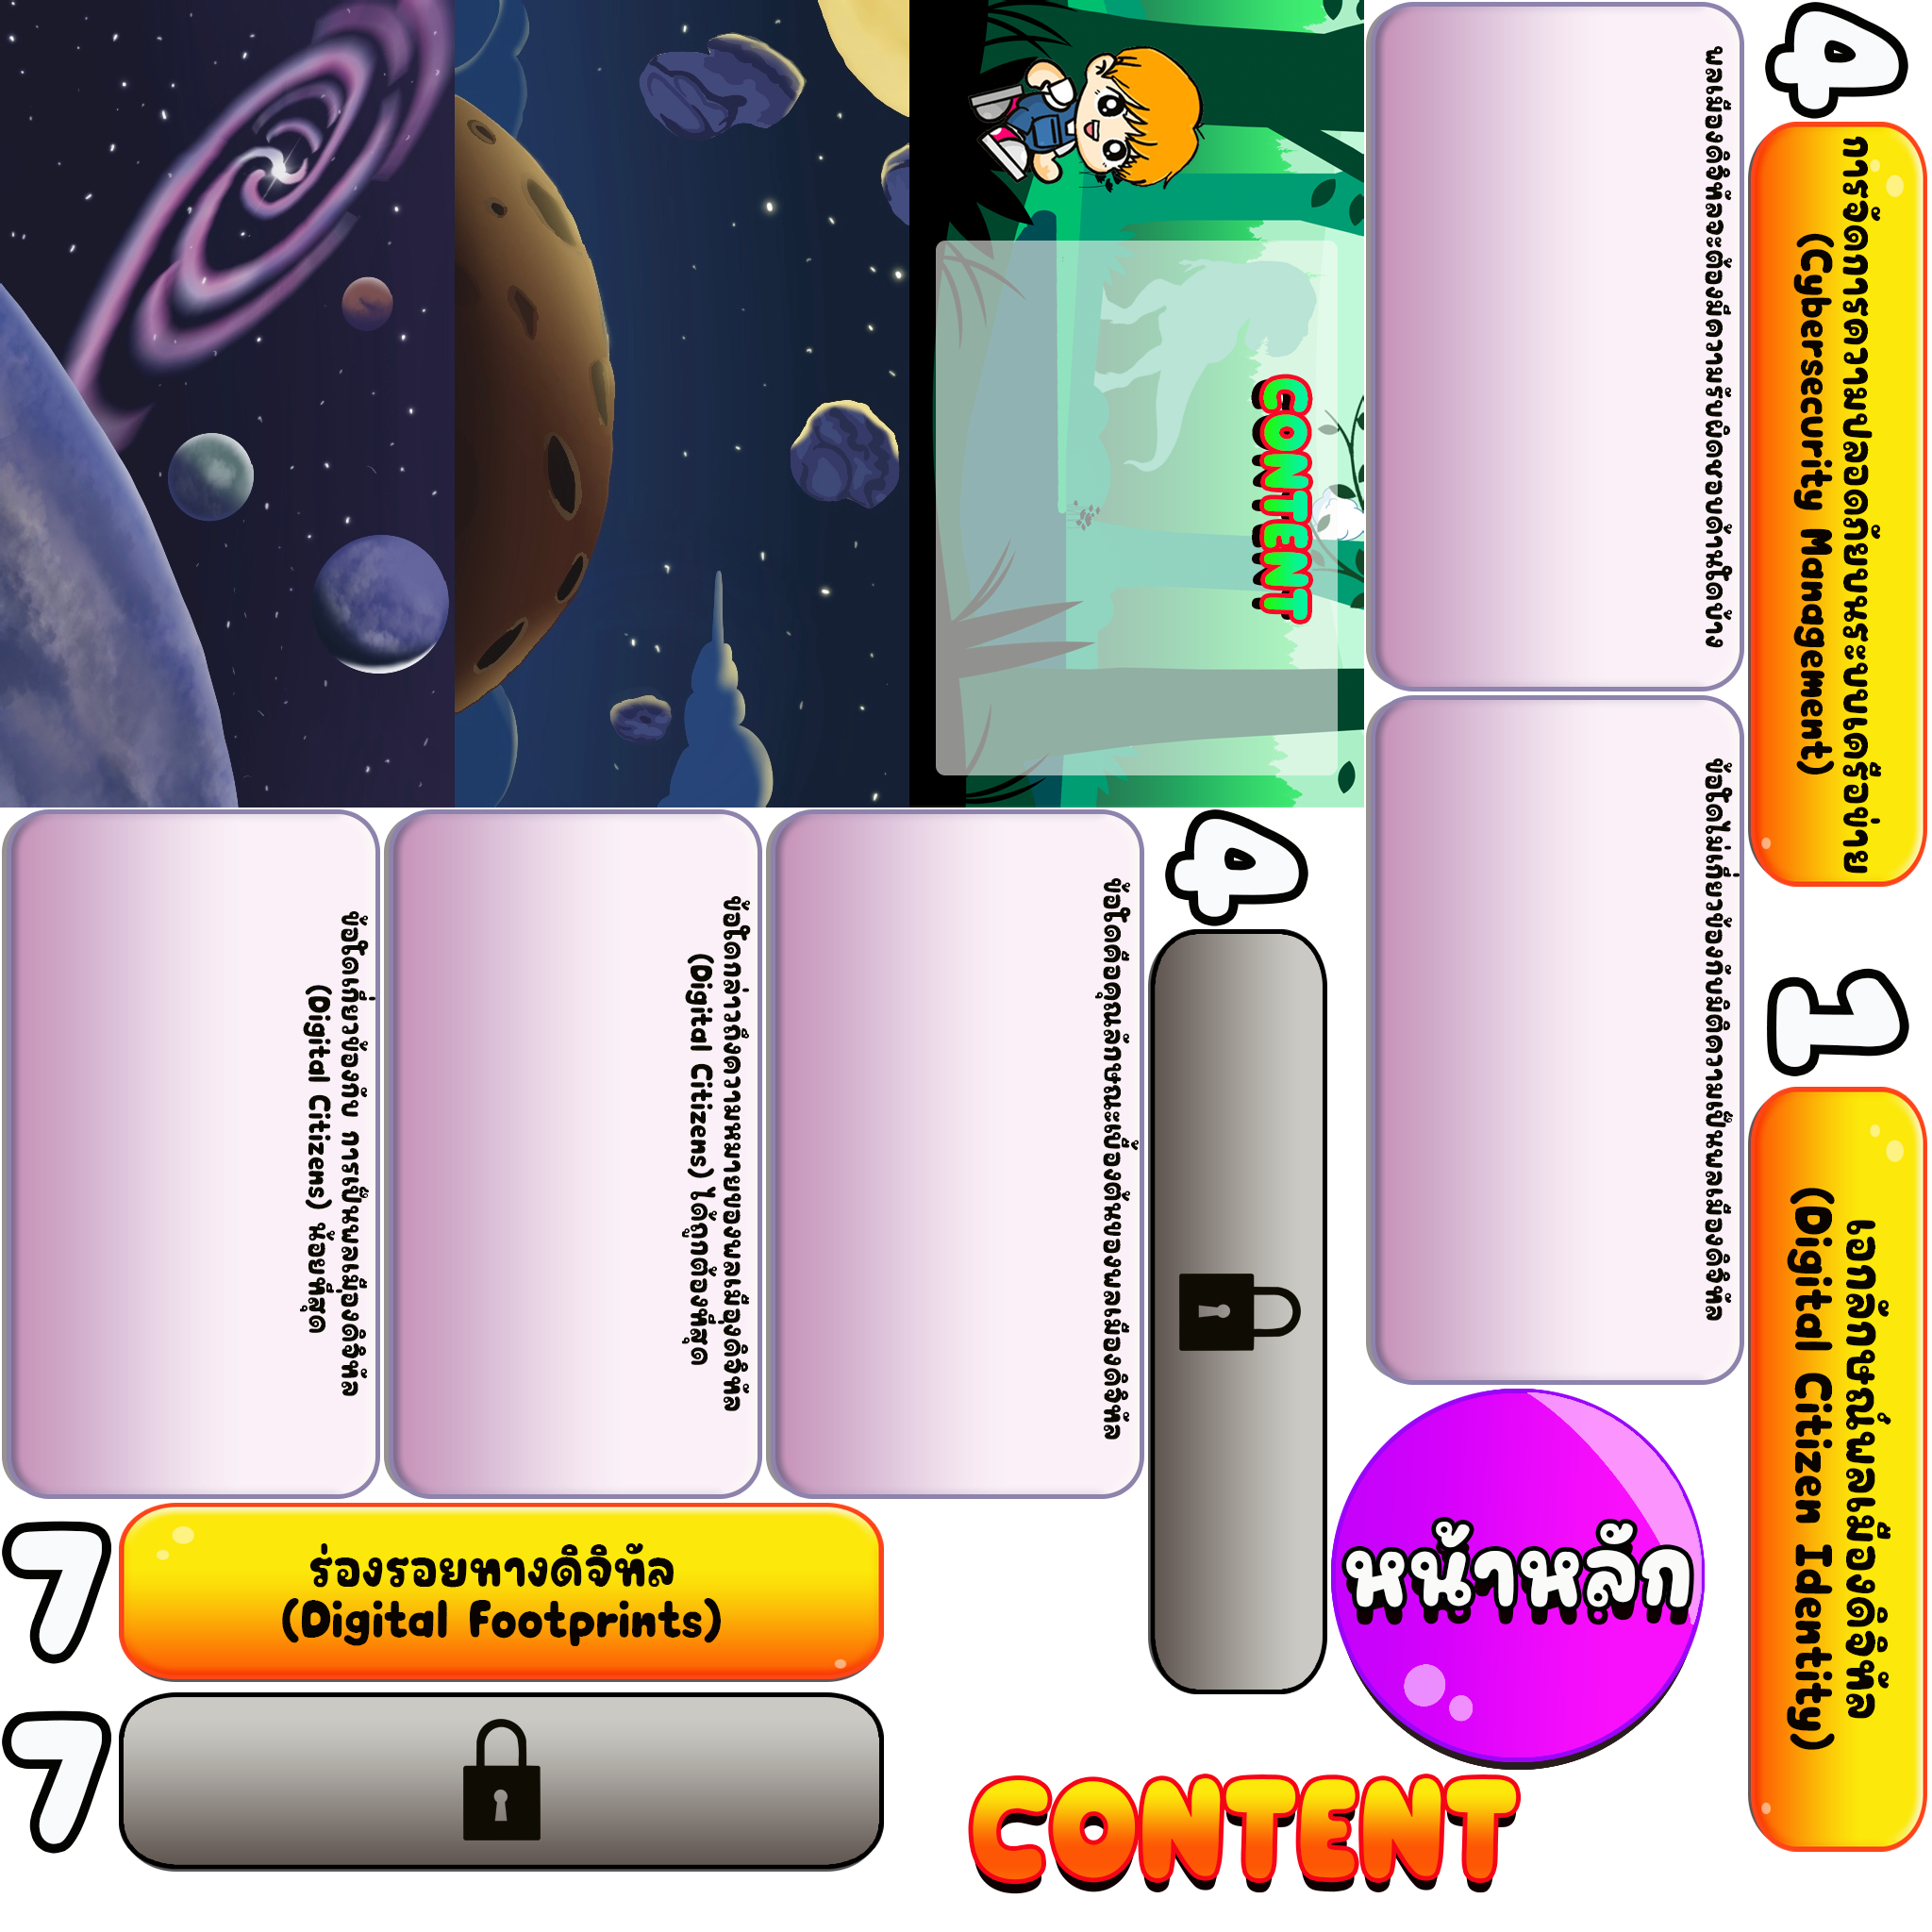 CONTENT
พลเมืองดิจิทัลจะต้องมีความรับผิดชอบด้านใดบ้าง
4
การจัดการความปลอดภัยบนระบบเครือข่าย
(Cybersecurity Management)
ข้อใดไม่เกี่ยวข้องกับมิติความเป็นพลเมืองดิจิทัล
1
เอกลักษณ์พลเมืองดิจิทัล
(Digital Citizen Identity)
ข้อใดเกี่ยวข้องกับ การเป็นพลเมืองดิจิทัล
(Digital Citizens) น้อยที่สุด
ข้อใดกล่าวถึงความหมายของพลเมืองดิจิทัล
(Digital Citizens) ได้ถูกต้องที่สุด
ข้อใดคือคุณลักษณะเบื้องต้นของพลเมืองดิจิทัล
4
หน้าหลัก
7
ร่องรอยทางดิจิทัล
(Digital Footprints)
7
CONTENT